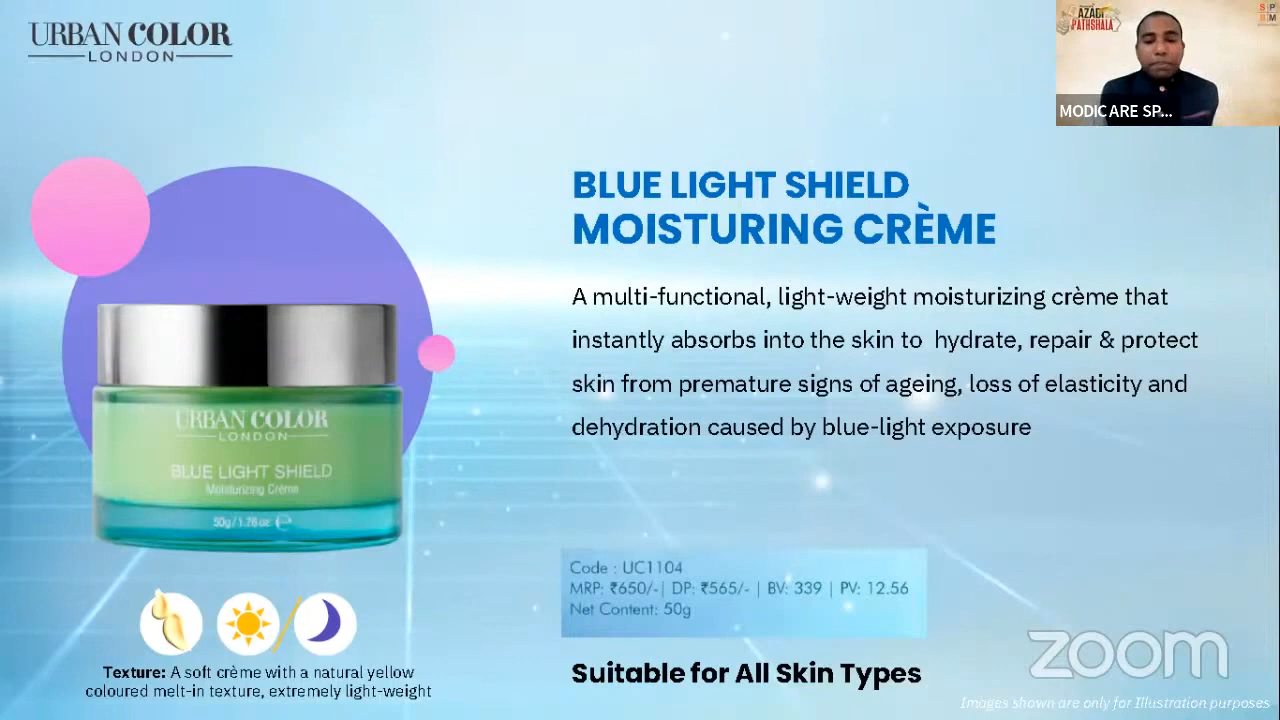 URBAN COLOR
LONDON
AZADI
PATHSHALA
S P
B M
MODICARE SP...
BLUE LIGHT SHIELD
MOISTURING CRÈME
A multi-functional, light-weight moisturizing crème that
instantly absorbs into the skin to hydrate, repair & protect
skin from premature signs of ageing, loss of elasticity and
dehydration caused by blue-light exposure
URBAN COLOR
LONDON
BLUE LIGHT SHIELD
Moisturizing Crème
50g/1.76 oz e
Code : UC1104
MRP: ₹650/-| DP: ₹565/- | BV: 339 | PV: 12.56
Net Content: 50g
Texture: A soft crème with a natural yellow
coloured melt-in texture, extremely light-weight
Suitable for All Skin Types
zoom
Images shown are only for Illustration purposes